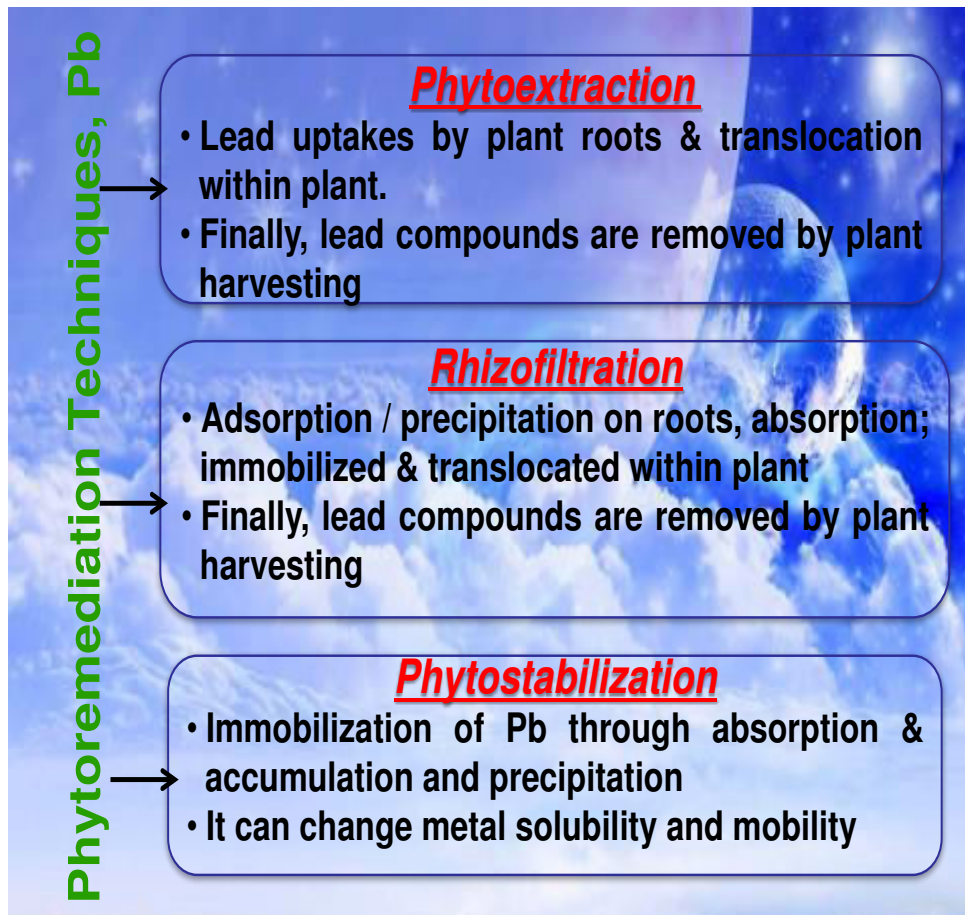 Phytoremediation Techniques, Pb
Phytoextraction
• Lead uptakes by plant roots & translocation
within plant.
• Finally, lead compounds are removed by plant
harvesting
Rhizofiltration
• Adsorption / precipitation on roots, absorption;
immobilized & translocated within plant
• Finally, lead compounds are removed by plant
harvesting
Phytostabilization
• Immobilization of Pb through absorption &
accumulation and precipitation
• It can change metal solubility and mobility